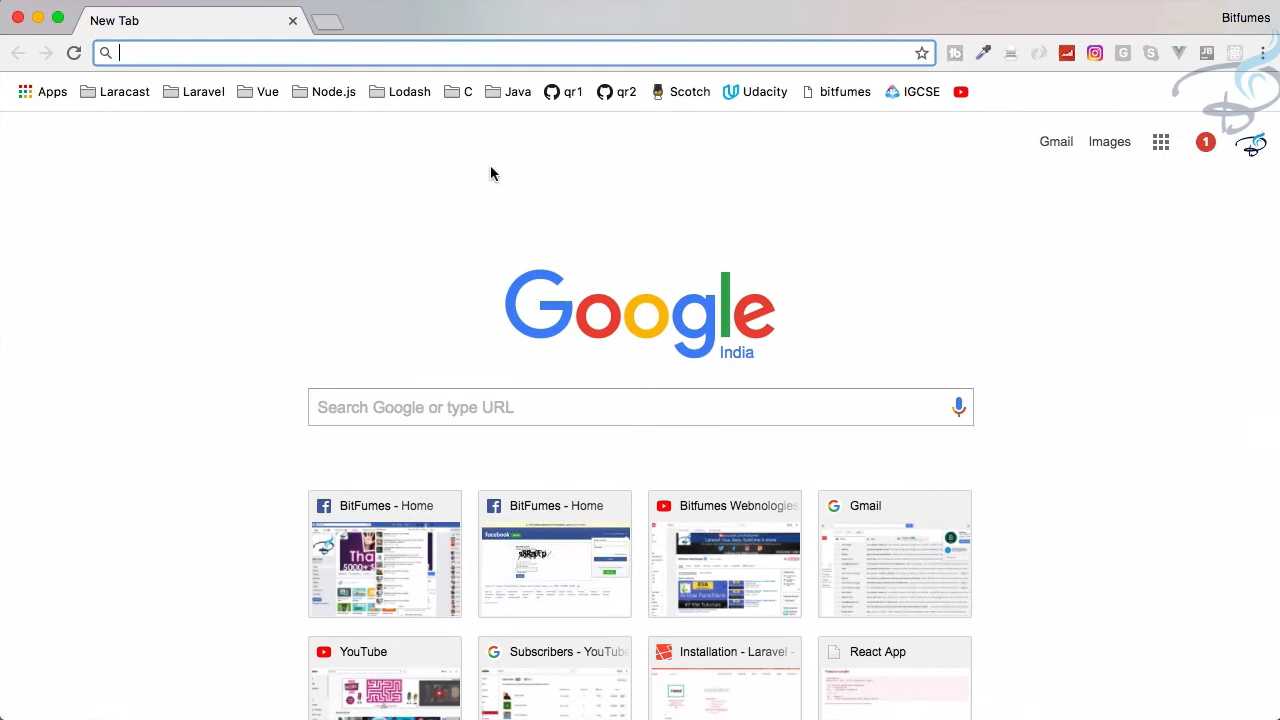 New Tab
Bitfumes
Apps Laracast Laravel Vue Node.js Lodash C Java qr1 qr2 Scotch Udacity bitfumes IGCSE
Gmail Images 1
Google
India
Search Google or type URL
BitFumes - Home BitFumes - Home Bitfumes Webnologies Gmail
facebook
YouTube Subscribers - YouTube Installation - Laravel - React App